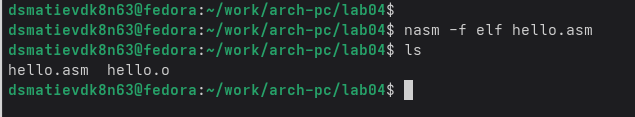 dsmatievdk8n63@fedora:~/work/arch-pc/lab04$
dsmatievdk8n63@fedora:~/work/arch-pc/lab04$ nasm -f elf hello.asm
dsmatievdk8n63@fedora:~/work/arch-pc/lab04$ ls
hello.asm  hello.o
dsmatievdk8n63@fedora:~/work/arch-pc/lab04$